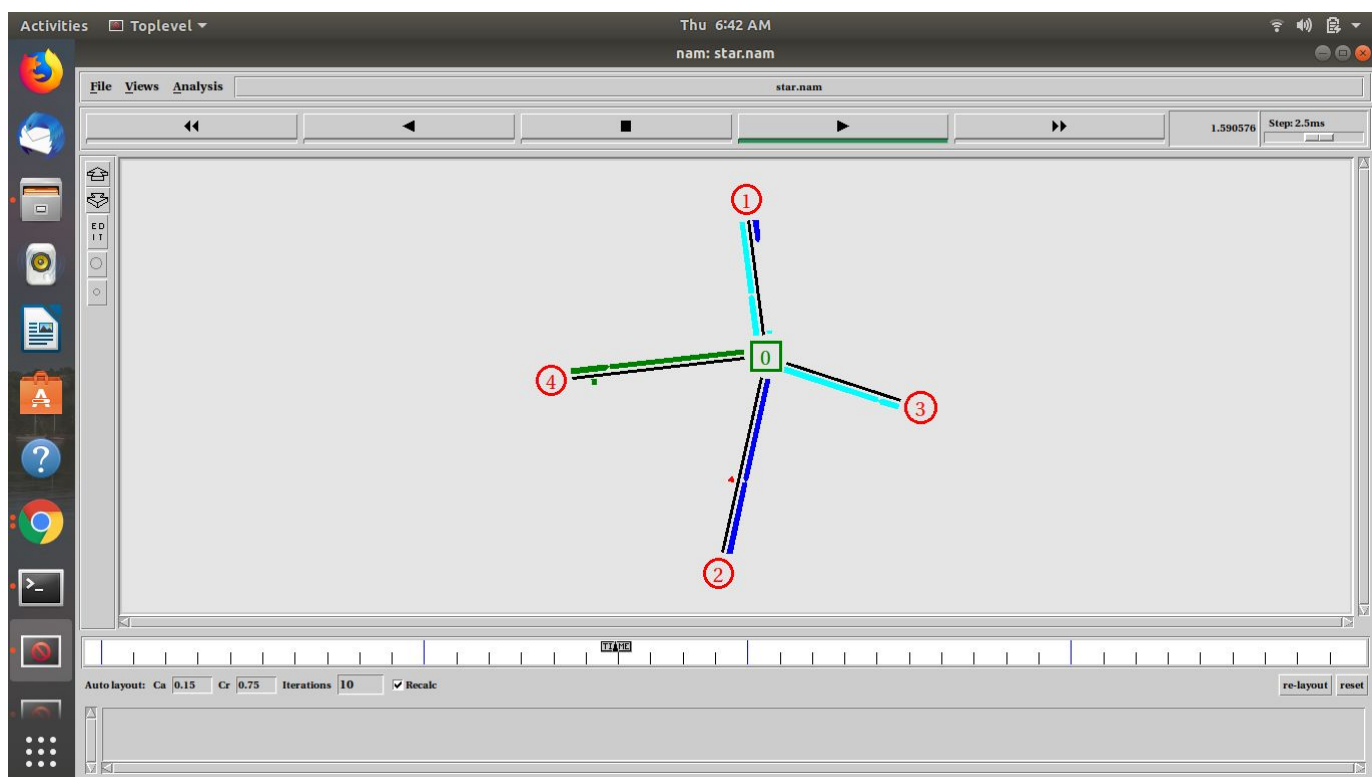 Activities Toplevel Thu 6:42 AM
nam: star.nam
File Views Analysis star.nam
1.590576 Step: 2.5ms
1
ED
IT
0
4
3
2
TIME
Auto layout: Ca 0.15 Cr 0.75 Iterations 10 Recalc re-layout reset